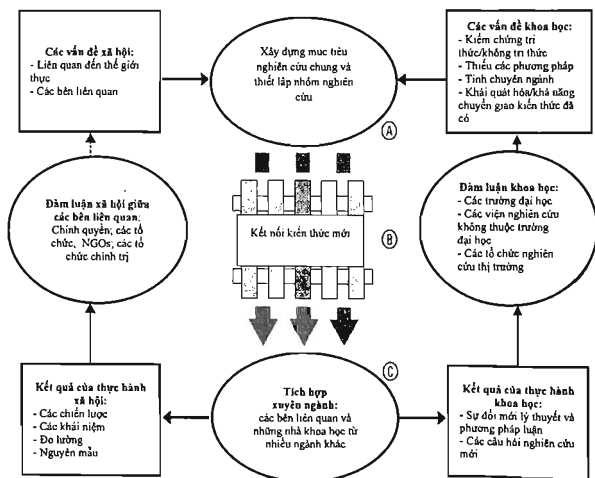 Các vấn đề xã hội:
- Liên quan đến thế giới
thực
- Các bên liên quan
Xây dựng mục tiêu
nghiên cứu chung và
thiết lập nhóm nghiên
cứu
A
Các vấn đề khoa học:
- Kiểm chứng tri
thức/không tri thức
- Thiếu các phương pháp
- Tính chuyên ngành
- Khái quát hóa/khả năng
chuyển giao kiến thức đã
có
Đàm luận xã hội giữa
các bên liên quan:
Chính quyền; các tổ
chức, NGOs; các tổ
chức chính trị
Kết nối kiến thức mới
B
Đàm luận khoa học:
- Các trường đại học
- Các viện nghiên cứu
không thuộc trường
đại học
- Các tổ chức nghiên
cứu thị trường
Kết quả của thực hành
xã hội:
- Các chiến lược
- Các khái niệm
- Đo lường
- Nguyên mẫu
C
Tích hợp
xuyên ngành:
các bên liên quan và
những nhà khoa học từ
nhiều ngành khác
Kết quả của thực hành
khoa học:
- Sự đổi mới lý thuyết và
phương pháp luận
- Các câu hỏi nghiên cứu
mới